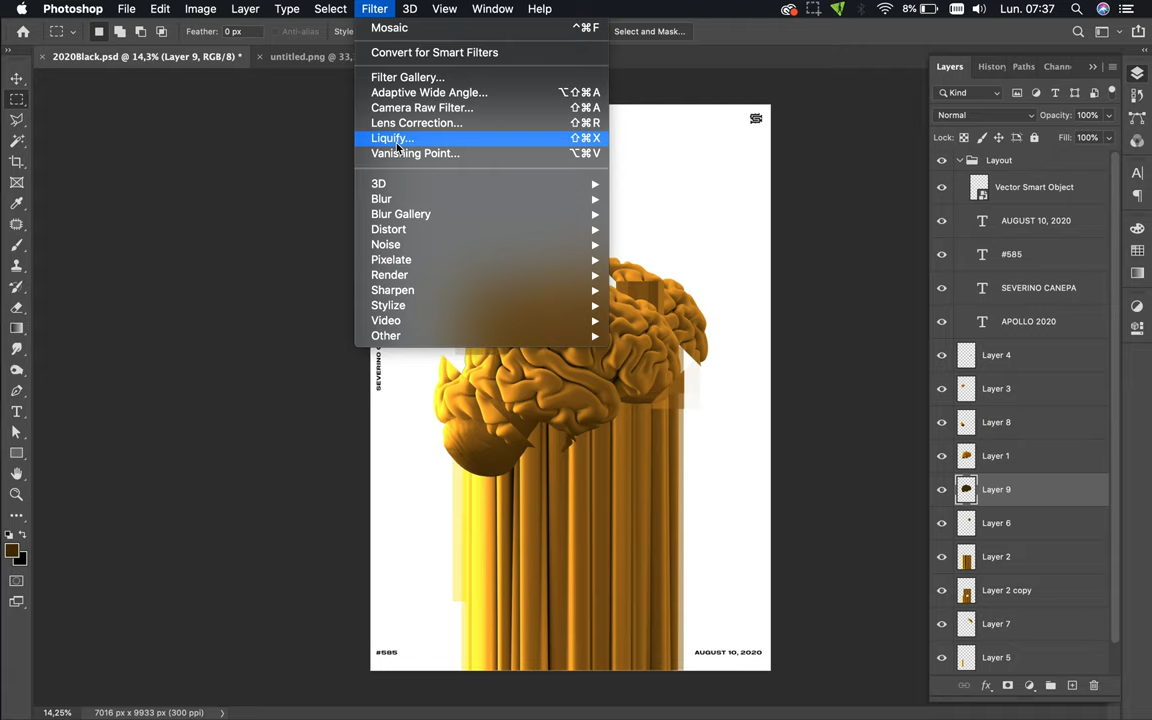 Photoshop File Edit Image Layer Type Select Filter 3D View Window Help 8% Lun. 07:37
Feather: 0 px Anti-alias Style Select and Mask...
2020Black.psd @ 14,3% (Layer 9, RGB/8) * untitled.png @ 33,
Mosaic ^⌘F
Convert for Smart Filters
Filter Gallery...
Adaptive Wide Angle... ⌥⇧⌘A
Camera Raw Filter... ⇧⌘A
Lens Correction... ⇧⌘R
Liquify... ⇧⌘X
Vanishing Point... ⌥⌘V
3D
Blur
Blur Gallery
Distort
Noise
Pixelate
Render
Sharpen
Stylize
Video
Other
SEVERINO C
#585
AUGUST 10, 2020
Layers History Paths Chann
Kind
Normal Opacity: 100%
Lock: Fill: 100%
Layout
Vector Smart Object
AUGUST 10, 2020
#585
SEVERINO CANEPA
APOLLO 2020
Layer 4
Layer 3
Layer 8
Layer 1
Layer 9
Layer 6
Layer 2
Layer 2 copy
Layer 7
Layer 5
14,25% 7016 px x 9933 px (300 ppi)